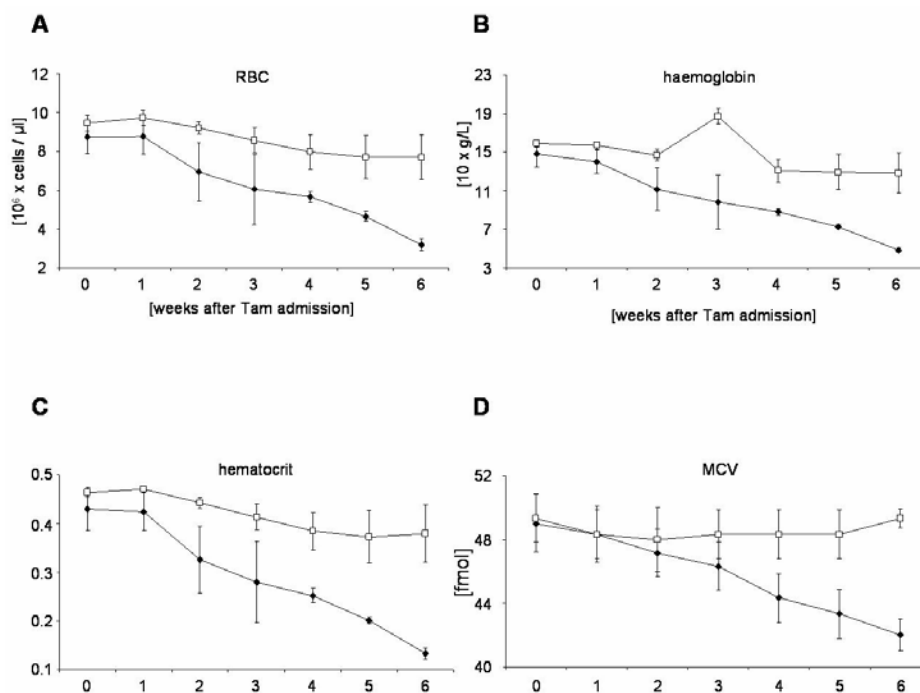 A
RBC
[10⁶ x cells / µl]
12
10
8
6
4
2
0 1 2 3 4 5 6
[weeks after Tam admission]
B
haemoglobin
[10 x g/L]
23
19
15
11
7
3
0 1 2 3 4 5 6
[weeks after Tam admission]
C
hematocrit
0.5
0.4
0.3
0.2
0.1
0 1 2 3 4 5 6
D
MCV
[fmol]
52
48
44
40
0 1 2 3 4 5 6